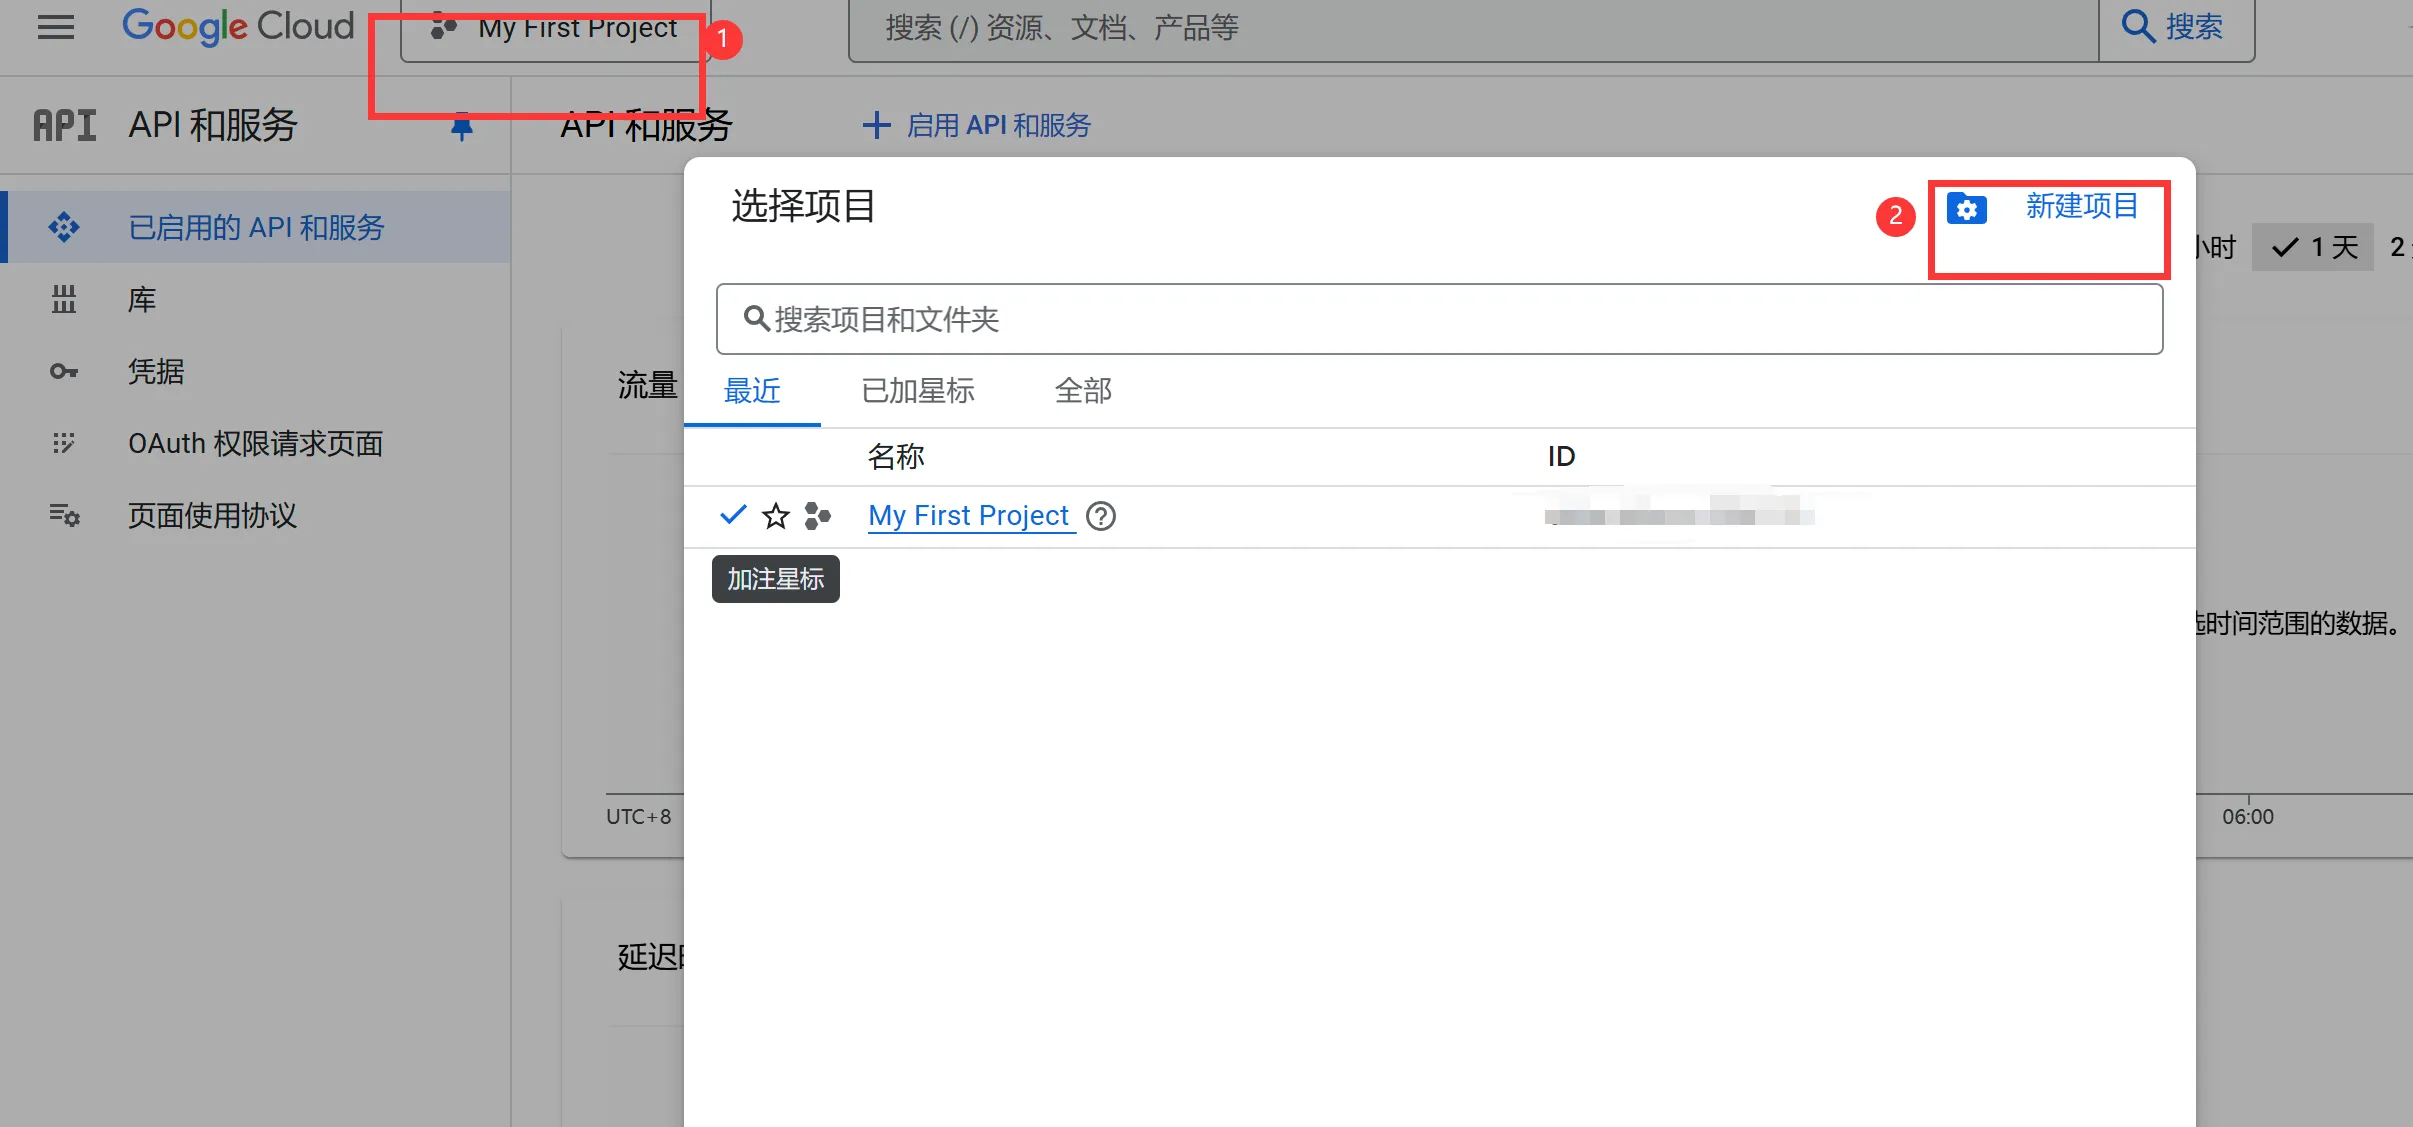 Google Cloud
My First Project
1
搜索 (/) 资源、文档、产品等
搜索
API
API 和服务
API 和服务
启用 API 和服务
已启用的 API 和服务
库
凭据
OAuth 权限请求页面
页面使用协议
选择项目
2
新建项目
小时
1 天
2
搜索项目和文件夹
流量
最近
已加星标
全部
名称
ID
My First Project
加注星标
选时间范围的数据。
UTC+8
06:00
延迟